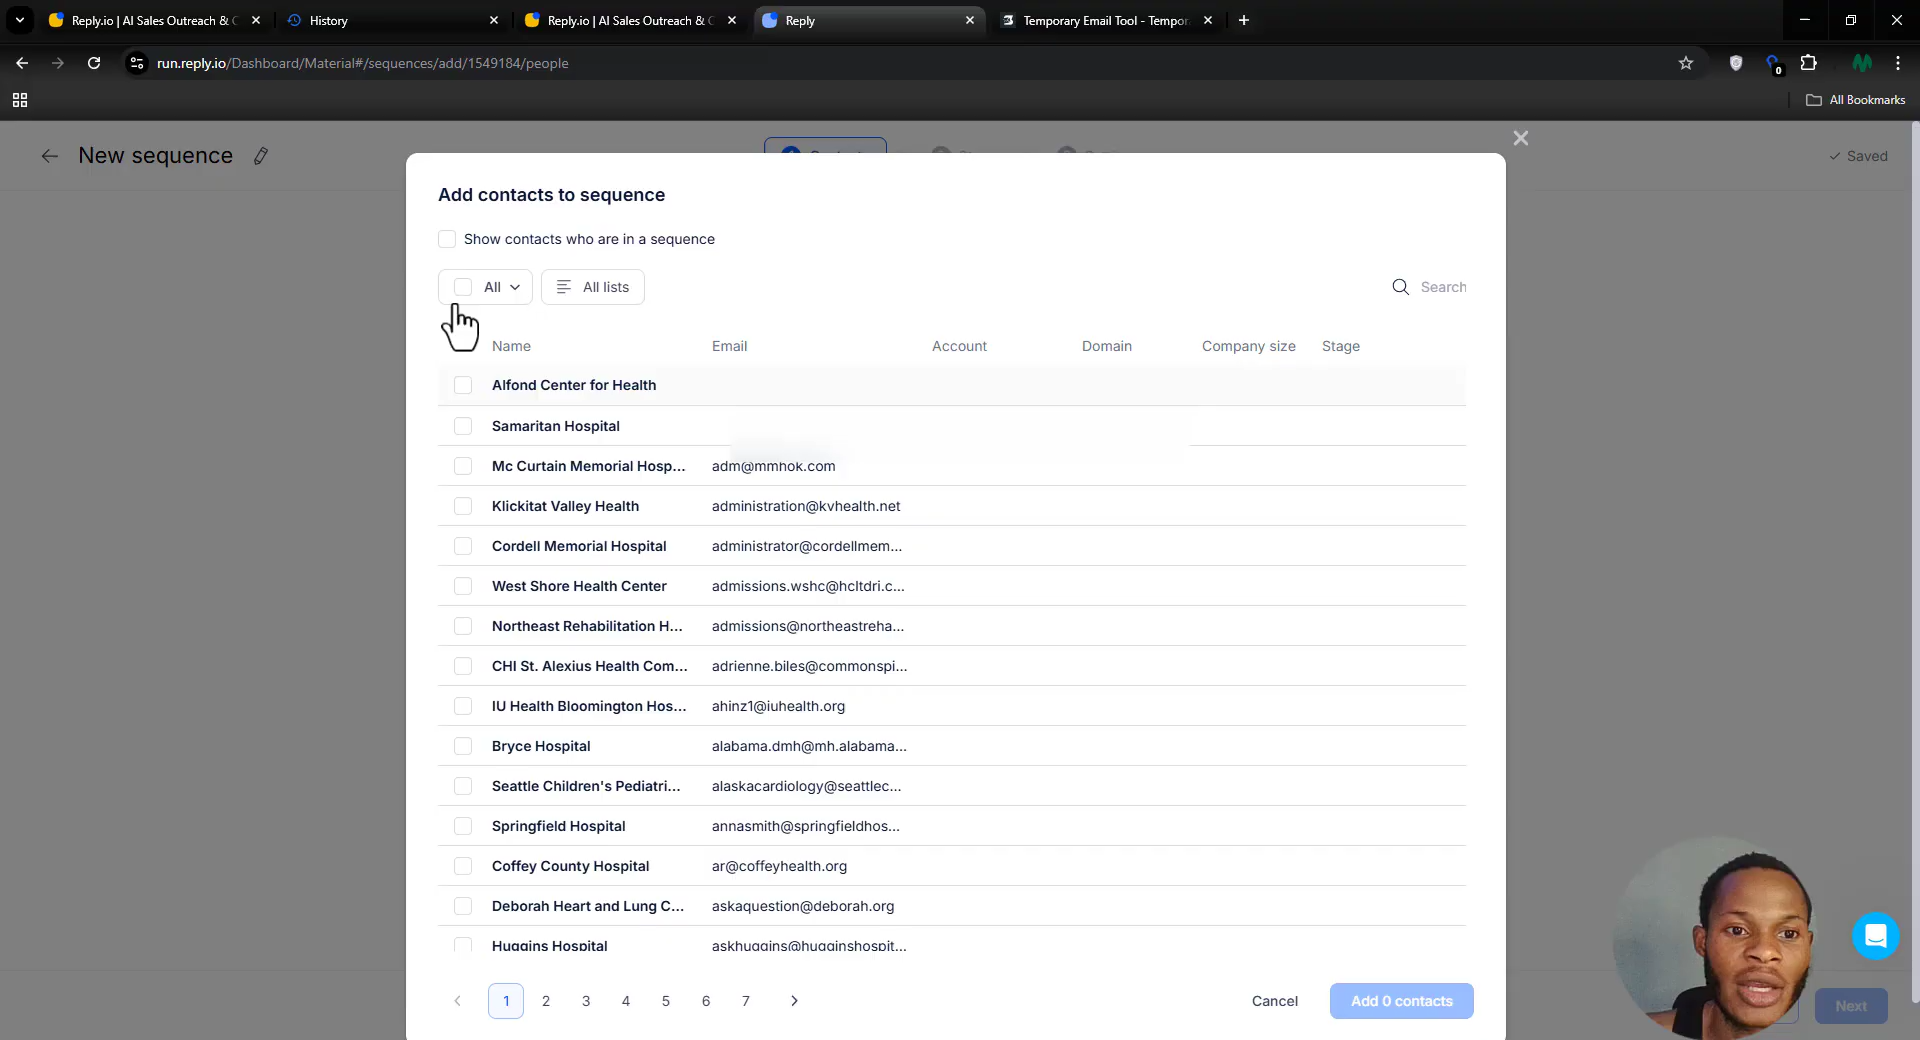 Reply.io | AI Sales Outreach & C
History
Reply.io | AI Sales Outreach & C
Reply
Temporary Email Tool - Tempor
run.reply.io/Dashboard/Material#/sequences/add/1549184/people
0
All Bookmarks
New sequence
Saved
Add contacts to sequence
Show contacts who are in a sequence
All
All lists
Search
Name Email Account Domain Company size Stage
Alfond Center for Health
Samaritan Hospital
Mc Curtain Memorial Hosp... adm@mmhok.com
Klickitat Valley Health administration@kvhealth.net
Cordell Memorial Hospital administrator@cordellmem...
West Shore Health Center admissions.wshc@hcltdri.c...
Northeast Rehabilitation H... admissions@northeastreha...
CHI St. Alexius Health Com... adrienne.biles@commonspi...
IU Health Bloomington Hos... ahinz1@iuhealth.org
Bryce Hospital alabama.dmh@mh.alabama...
Seattle Children's Pediatri... alaskacardiology@seattlec...
Springfield Hospital annasmith@springfieldhos...
Coffey County Hospital ar@coffeyhealth.org
Deborah Heart and Lung C... askaquestion@deborah.org
Huggins Hospital askhuggins@hugginshospit...
1 2 3 4 5 6 7
Cancel
Add 0 contacts
Next